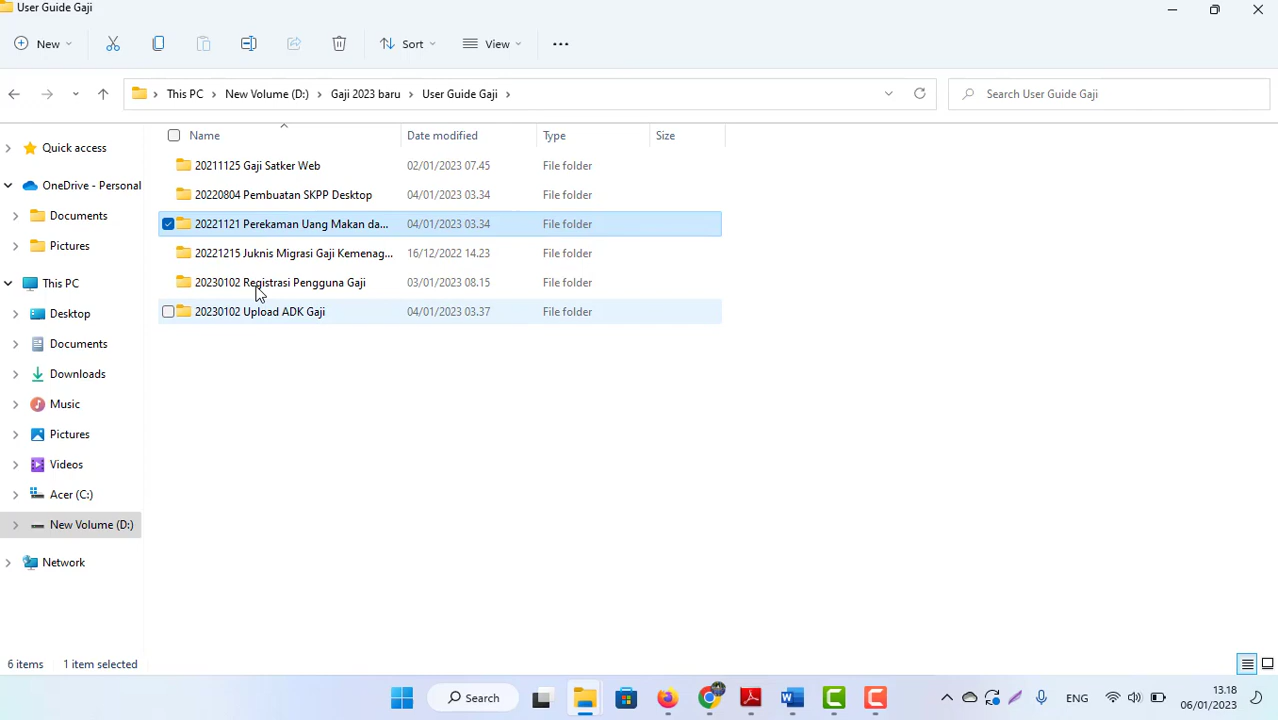 User Guide Gaji
New Sort View
This PC New Volume (D:) Gaji 2023 baru User Guide Gaji Search User Guide Gaji
Name Date modified Type Size
Quick access
OneDrive - Personal
Documents
Pictures
This PC
Desktop
Documents
Downloads
Music
Pictures
Videos
Acer (C:)
New Volume (D:)
Network
20211125 Gaji Satker Web 02/01/2023 07.45 File folder
20220804 Pembuatan SKPP Desktop 04/01/2023 03.34 File folder
20221121 Perekaman Uang Makan da... 04/01/2023 03.34 File folder
20221215 Juknis Migrasi Gaji Kemenag... 16/12/2022 14.23 File folder
20230102 Registrasi Pengguna Gaji 03/01/2023 08.15 File folder
20230102 Upload ADK Gaji 04/01/2023 03.37 File folder
6 items 1 item selected
Search ENG 13.18
06/01/2023